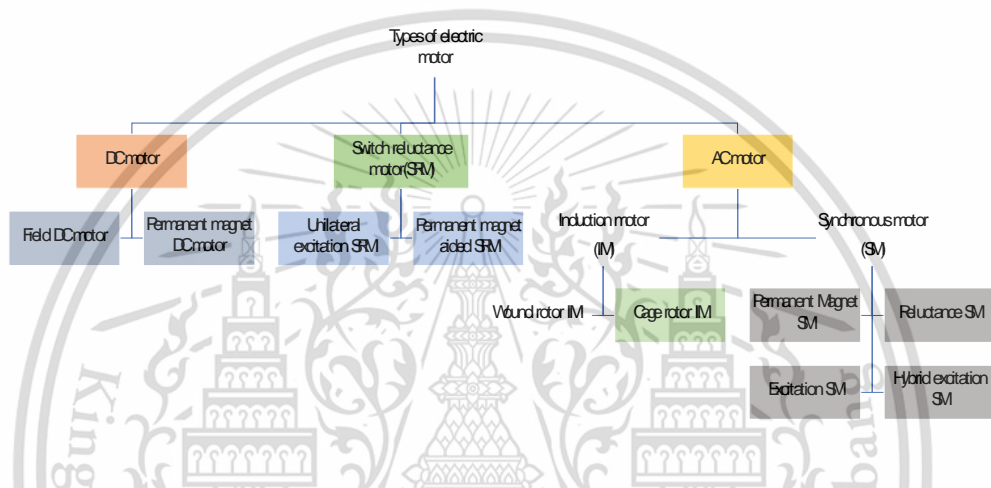 Types of electric
motor
DC motor
Switch reluctance
motor(SRM)
AC motor
Field DC motor
Permanent magnet
DC motor
Unilateral
excitation SRM
Permanent magnet
aided SRM
Induction motor
(IM)
Synchronous motor
(SM)
Wound rotor IM
Cage rotor IM
Permanent Magnet
SM
Reluctance SM
Excitation SM
Hybrid excitation
SM
King
bang